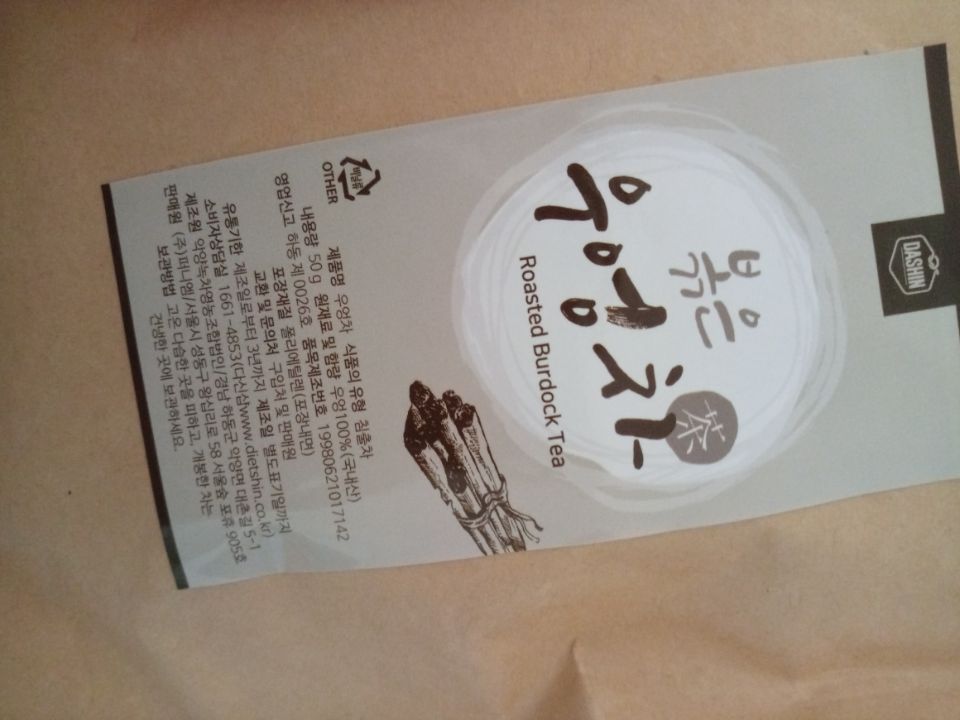 DASHIN
볶은
우엉차
茶
Roasted Burdock Tea
비닐류
OTHER
제품명 우엉차 식품의 유형 침출차
내용량 50g 원재료 및 함량 우엉100%(국내산)
영업신고 하동 제 0026호 품목제조번호 19980621017142
포장재질 폴리에틸렌(포장내면)
교환 및 문의처 구입처 및 판매원
유통기한 제조일로부터 3년까지 제조일 별도표기일까지
소비자상담실 1661-4853(다신샵www.dietshin.co.kr)
제조원 악양녹차영농조합법인/경남 하동군 악양면 대촌길 5-1
판매원 (주)피니엄/서울시 성동구 왕십리로 58 서울숲 포휴 905호
보관방법 고온 다습한 곳을 피하고, 개봉한 차는
건냉한 곳에 보관하세요.